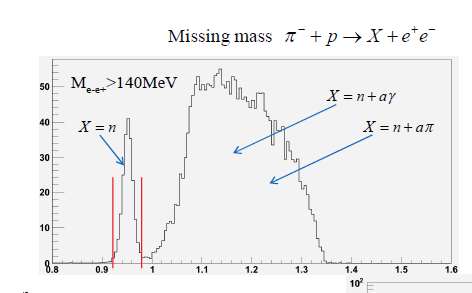 Missing mass π⁻ + p → X + e⁺e⁻
Mₑ₋ₑ₊>140MeV
X = n
X = n + aγ
X = n + aπ
50
40
30
20
10
0
0.8 0.9 1 1.1 1.2 1.3 1.4 1.5 1.6
10²